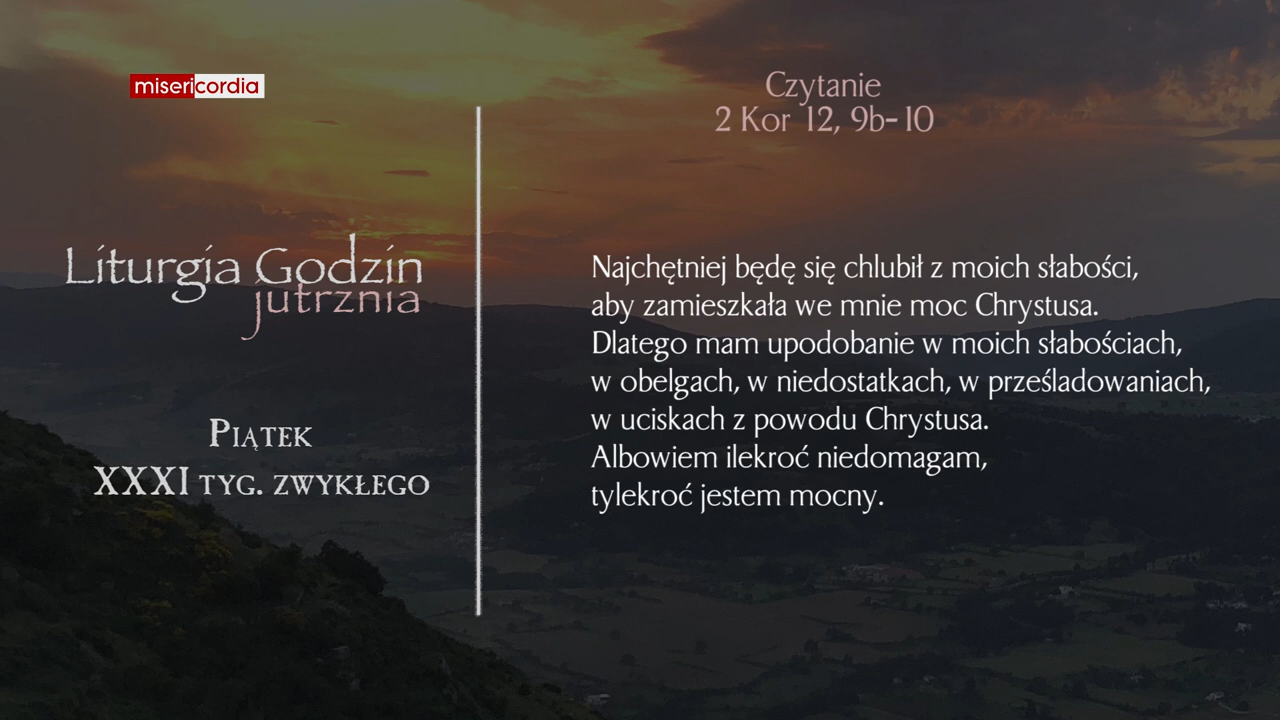 misericordia
Liturgia Godzin
jutrznia
Piątek
XXXI tyg. zwykłego
Czytanie
2 Kor 12, 9b-10
Najchętniej będę się chlubił z moich słabości,
aby zamieszkała we mnie moc Chrystusa.
Dlatego mam upodobanie w moich słabościach,
w obelgach, w niedostatkach, w prześladowaniach,
w uciskach z powodu Chrystusa.
Albowiem ilekroć niedomagam,
tylekroć jestem mocny.